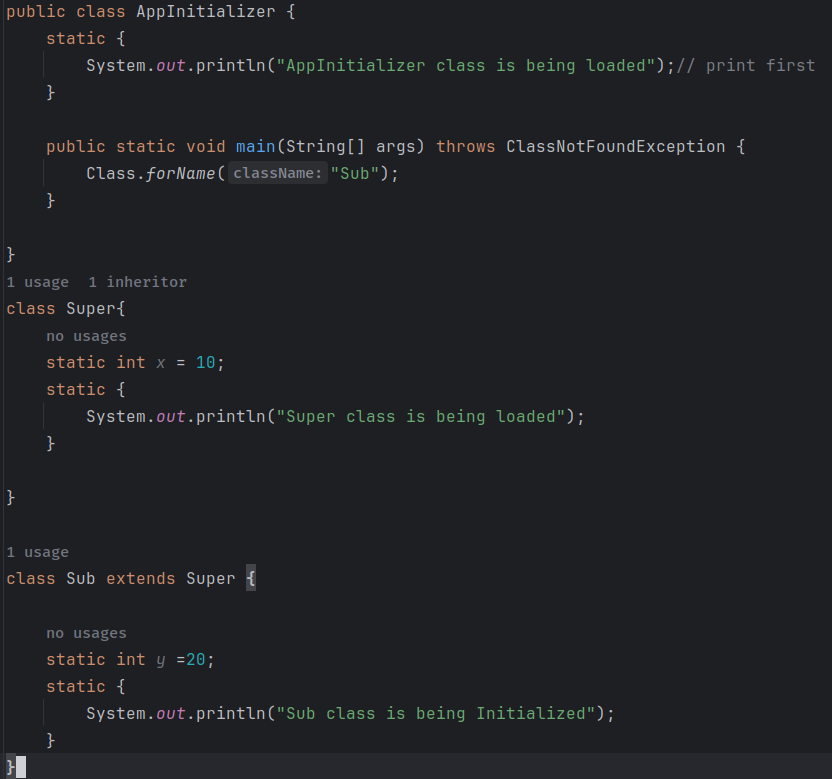 public class AppInitializer {
    static {
        System.out.println("AppInitializer class is being loaded");// print first
    }

    public static void main(String[] args) throws ClassNotFoundException {
        Class.forName( className: "Sub");
    }

}
1 usage  1 inheritor
class Super{
    no usages
    static int x = 10;
    static {
        System.out.println("Super class is being loaded");
    }

}

1 usage
class Sub extends Super {

    no usages
    static int y =20;
    static {
        System.out.println("Sub class is being Initialized");
    }
}